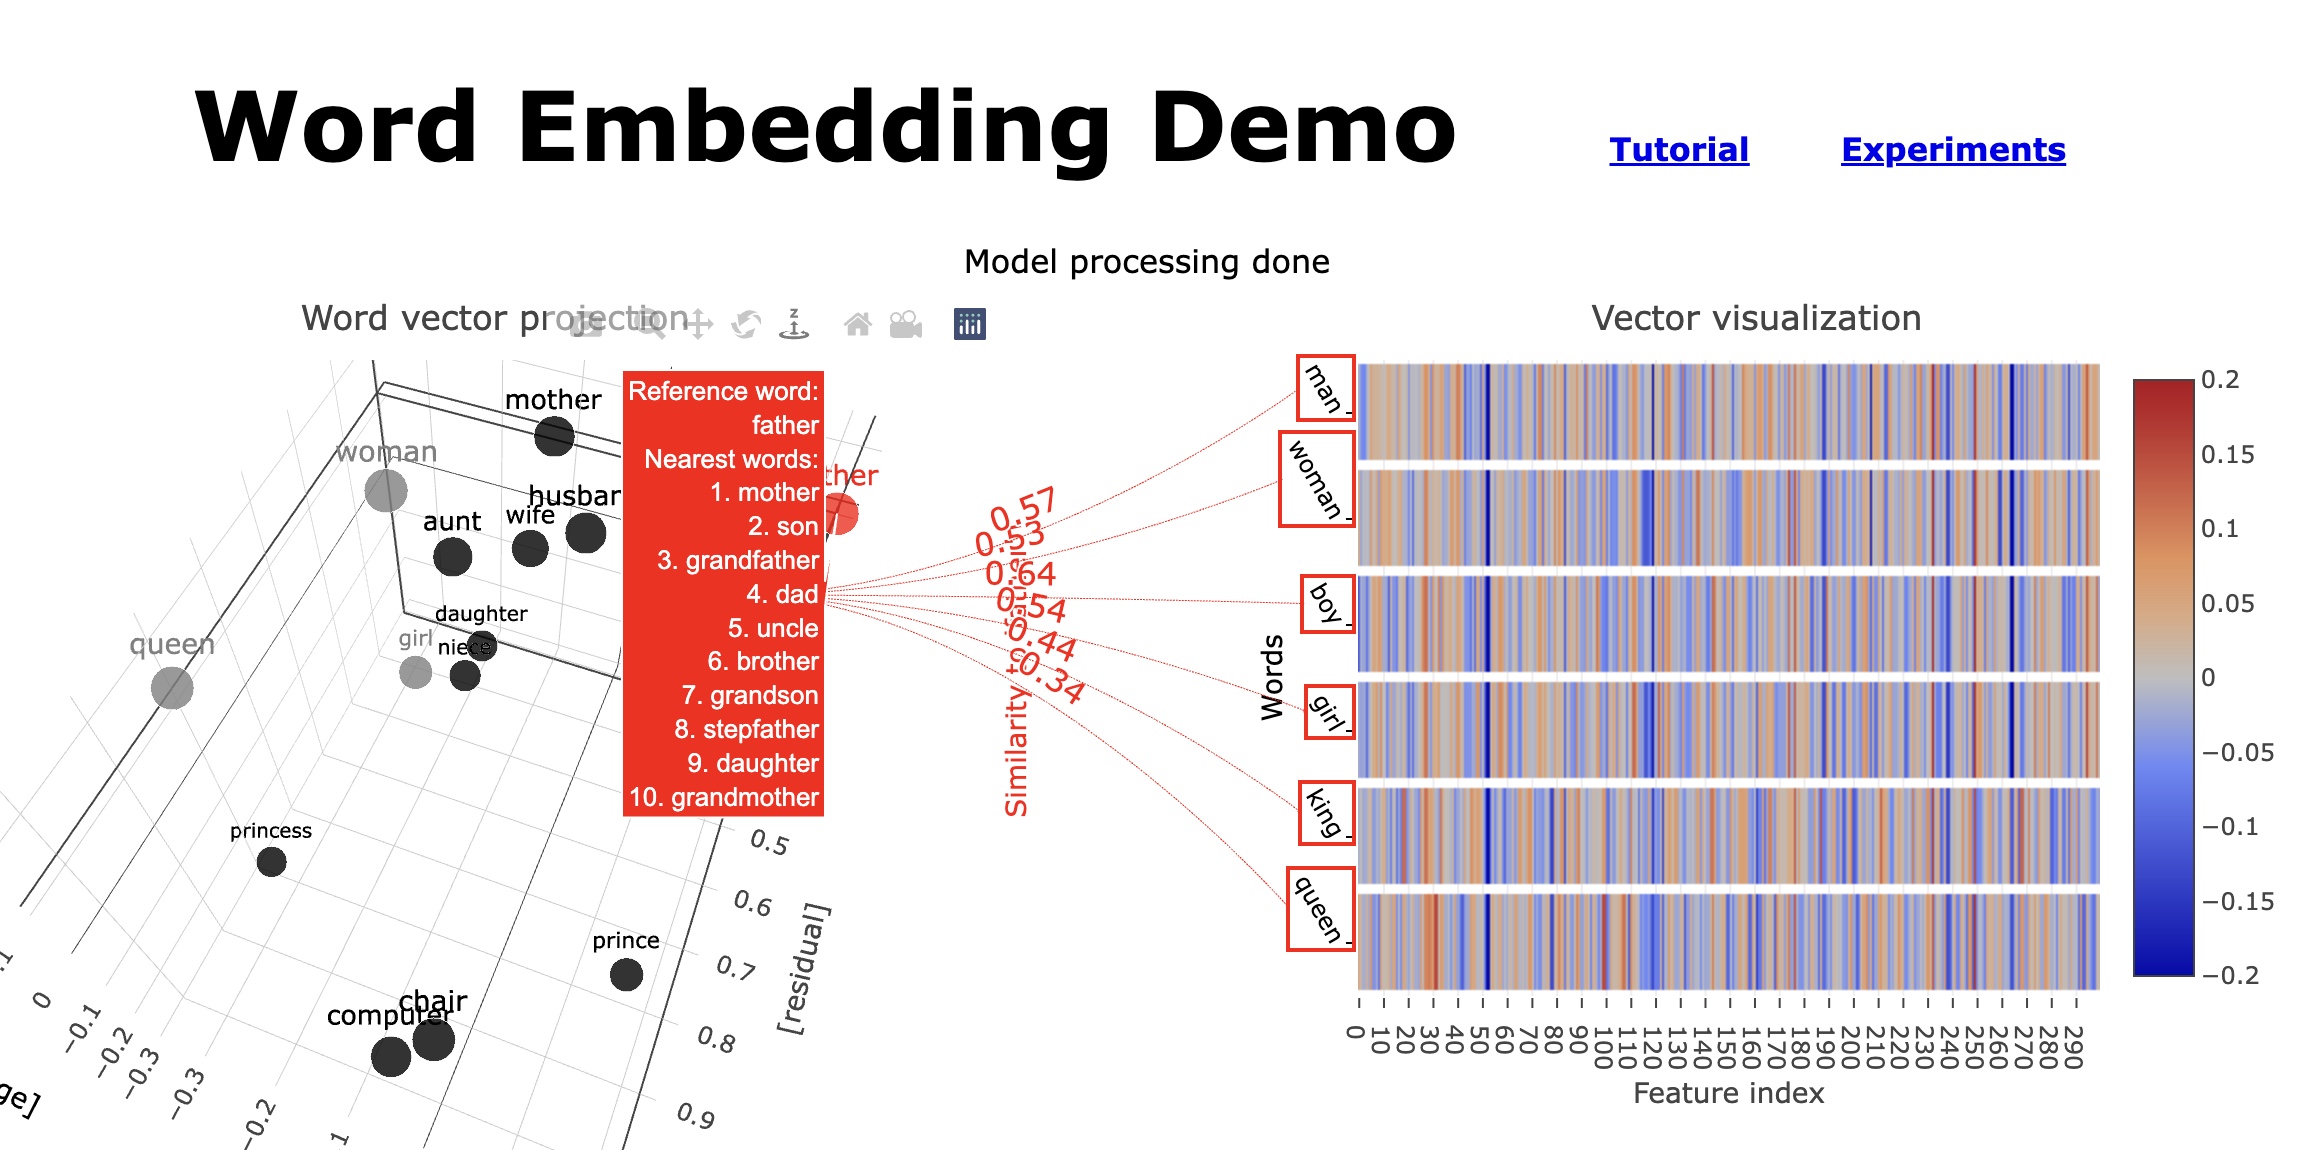 Word Embedding Demo
Tutorial
Experiments
Model processing done
Word vector projection
Vector visualization
mother
woman
husban
wife
aunt
daughter
girl
niece
queen
princess
prince
chair
computer
Reference word:
father
Nearest words:
1. mother
2. son
3. grandfather
4. dad
5. uncle
6. brother
7. grandson
8. stepfather
9. daughter
10. grandmother
ther
0.57
0.53
0.64
0.54
0.44
0.34
Similarity t
Words
man
woman
boy
girl
king
queen
0.2
0.15
0.1
0.05
0
−0.05
−0.1
−0.15
−0.2
0 10 20 30 40 50 60 70 80 90 100 110 120 130 140 150 160 170 180 190 200 210 220 230 240 250 260 270 280 290
Feature index
0.5
0.6
0.7
0.8
0.9
[residual]
.1
0
−0.1
−0.2
−0.3
−0.3
−0.2
1
ge]
z